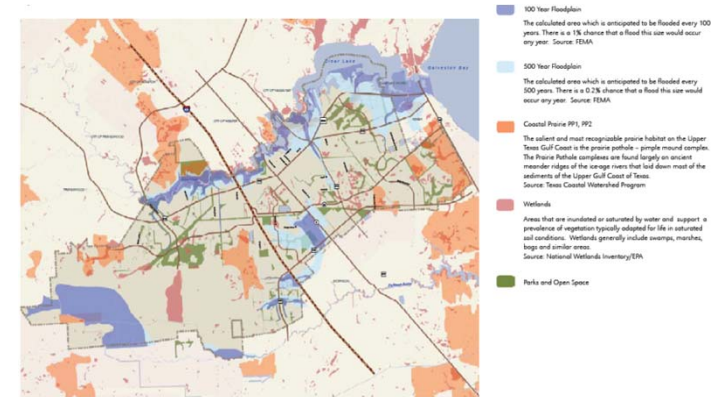 100 Year Floodplain
The calculated area which is anticipated to be flooded every 100
years. There is a 1% chance that a flood this size would occur
any year. Source: FEMA
500 Year Floodplain
The calculated area which is anticipated to be flooded every
500 years. There is a 0.2% chance that a flood this size would
occur any year. Source: FEMA
Coastal Prairie PP1, PP2
The salient and most recognizable prairie habitat on the Upper
Texas Gulf Coast is the prairie pothole – pimple mound complex.
The Prairie Pothole complexes are found largely on ancient
meander ridges of the ice-age rivers that laid down most of the
sediments of the Upper Gulf Coast of Texas.
Source: Texas Coastal Watershed Program
Wetlands
Areas that are inundated or saturated by water and support a
prevalence of vegetation typically adapted for life in saturated
soil conditions. Wetlands generally include swamps, marshes,
bogs and similar areas.
Source: National Wetlands Inventory/EPA
Parks and Open Space
Clear Lake
Galveston Bay